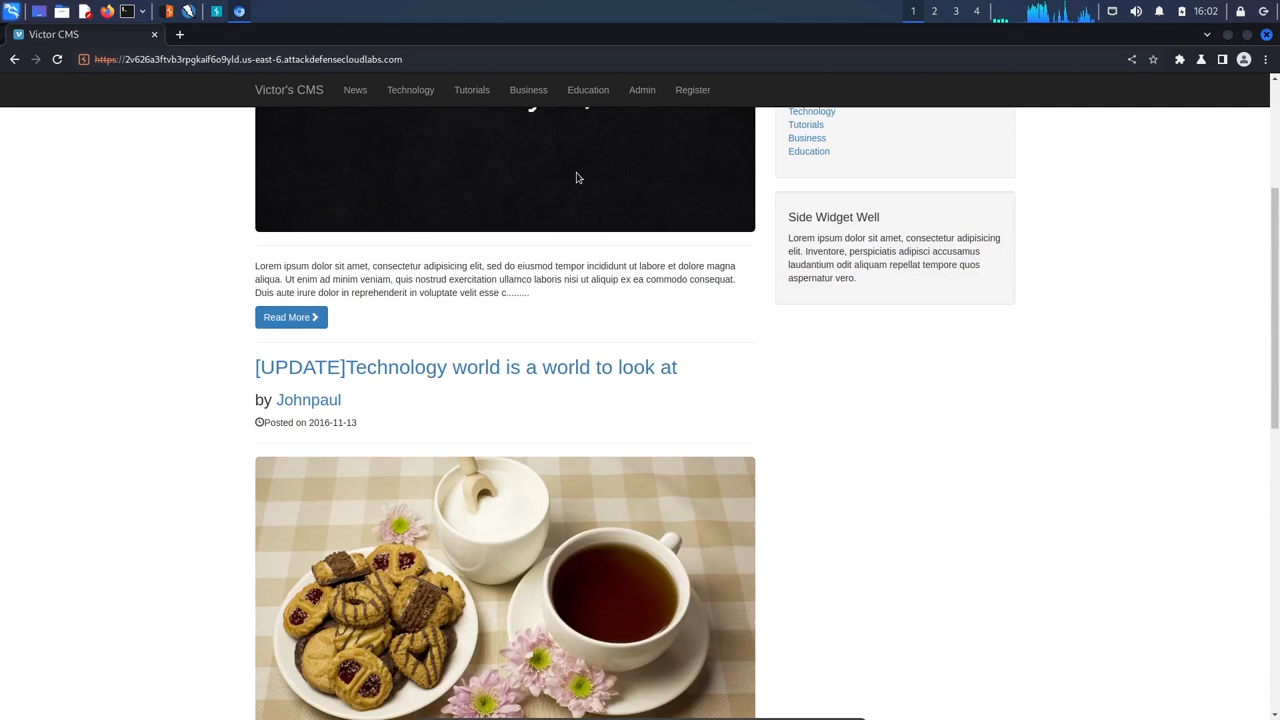 1
2
3
4
16:02
Victor CMS
https://2v626a3ftvb3rpgkaif6o9yld.us-east-6.attackdefensecloudlabs.com
Victor's CMS
News
Technology
Tutorials
Business
Education
Admin
Register
Technology
Tutorials
Business
Education
Side Widget Well
Lorem ipsum dolor sit amet, consectetur adipisicing
elit. Inventore, perspiciatis adipisci accusamus
laudantium odit aliquam repellat tempore quos
aspernatur vero.
Lorem ipsum dolor sit amet, consectetur adipisicing elit, sed do eiusmod tempor incididunt ut labore et dolore magna
aliqua. Ut enim ad minim veniam, quis nostrud exercitation ullamco laboris nisi ut aliquip ex ea commodo consequat.
Duis aute irure dolor in reprehenderit in voluptate velit esse c.........
Read More
[UPDATE]Technology world is a world to look at
by Johnpaul
Posted on 2016-11-13